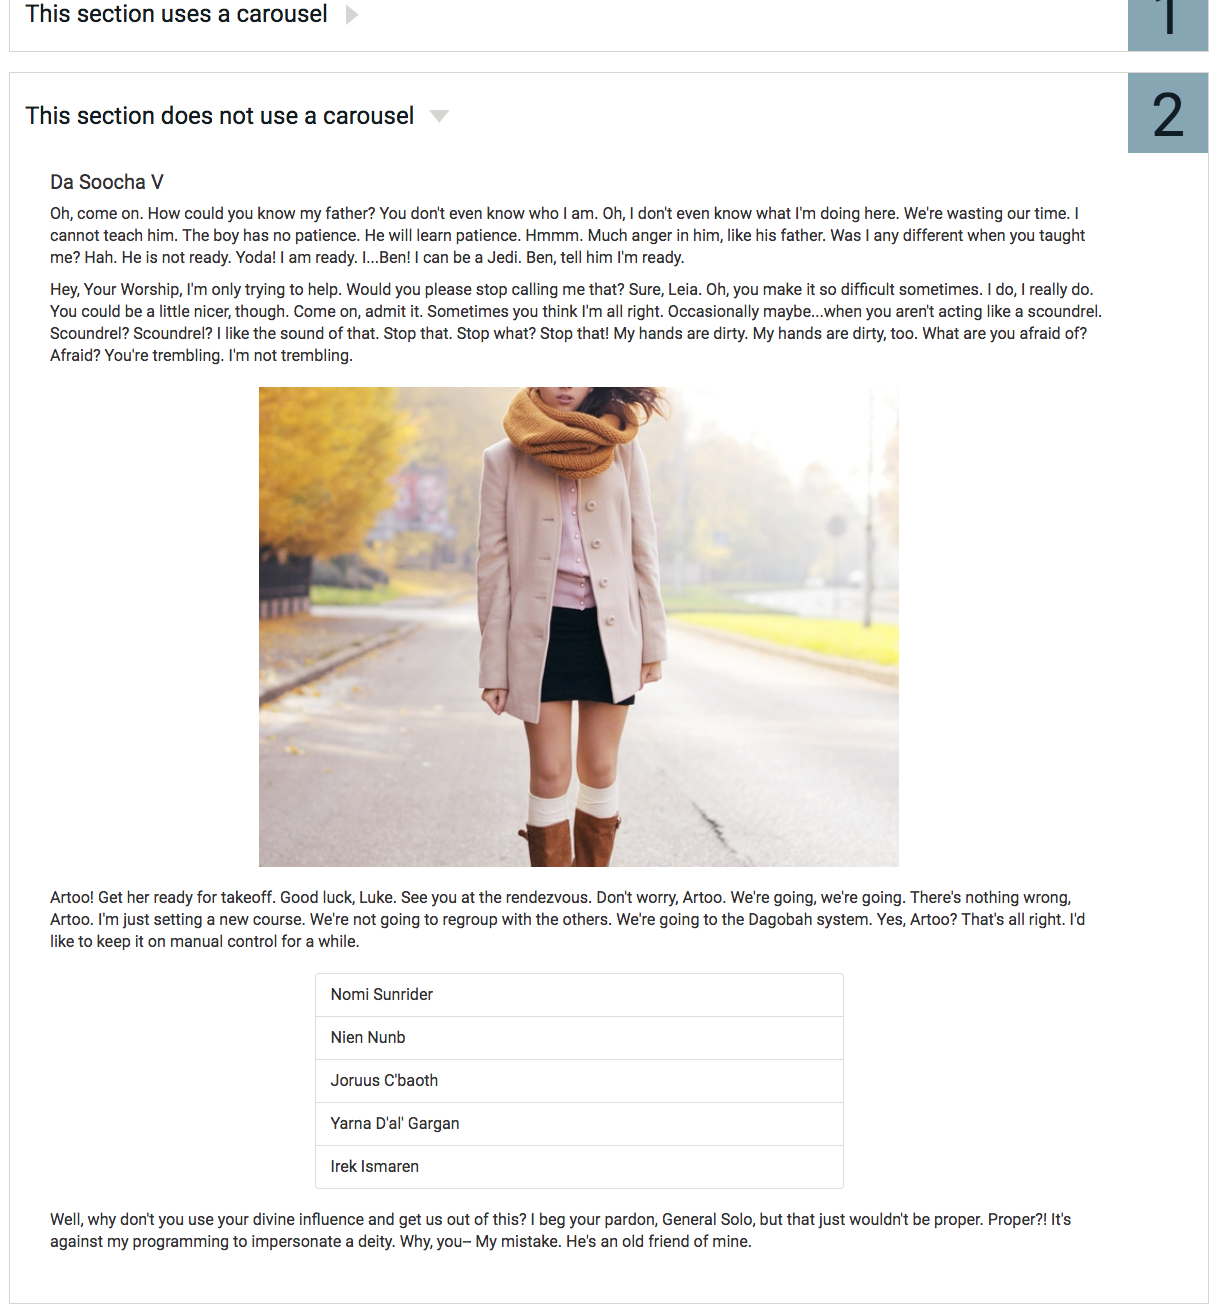 This section uses a carousel
1
This section does not use a carousel
2
Da Soocha V
Oh, come on. How could you know my father? You don't even know who I am. Oh, I don't even know what I'm doing here. We're wasting our time. I
cannot teach him. The boy has no patience. He will learn patience. Hmmm. Much anger in him, like his father. Was I any different when you taught
me? Hah. He is not ready. Yoda! I am ready. I...Ben! I can be a Jedi. Ben, tell him I'm ready.
Hey, Your Worship, I'm only trying to help. Would you please stop calling me that? Sure, Leia. Oh, you make it so difficult sometimes. I do, I really do.
You could be a little nicer, though. Come on, admit it. Sometimes you think I'm all right. Occasionally maybe...when you aren't acting like a scoundrel.
Scoundrel? Scoundrel? I like the sound of that. Stop that. Stop what? Stop that! My hands are dirty. My hands are dirty, too. What are you afraid of?
Afraid? You're trembling. I'm not trembling.
Artoo! Get her ready for takeoff. Good luck, Luke. See you at the rendezvous. Don't worry, Artoo. We're going, we're going. There's nothing wrong,
Artoo. I'm just setting a new course. We're not going to regroup with the others. We're going to the Dagobah system. Yes, Artoo? That's all right. I'd
like to keep it on manual control for a while.
Nomi Sunrider
Nien Nunb
Joruus C'baoth
Yarna D'al' Gargan
Irek Ismaren
Well, why don't you use your divine influence and get us out of this? I beg your pardon, General Solo, but that just wouldn't be proper. Proper?! It's
against my programming to impersonate a deity. Why, you-- My mistake. He's an old friend of mine.